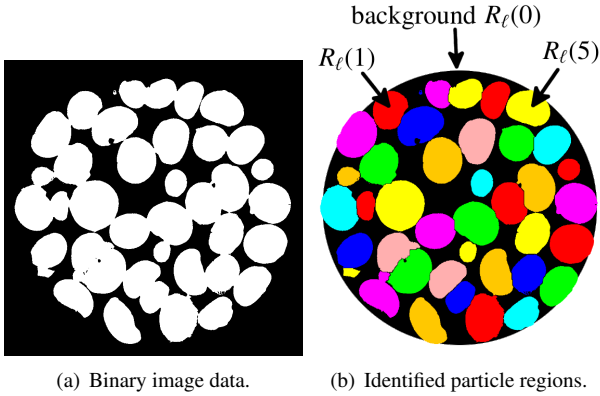 background Rℓ(0)
Rℓ(1)
Rℓ(5)
(a) Binary image data.
(b) Identified particle regions.